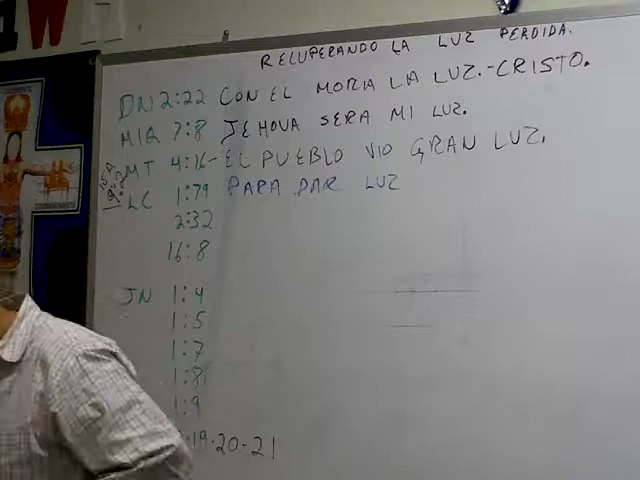 W
RECUPERANDO LA LUZ PERDIDA.
DN 2:22 CON EL MORA LA LUZ.-CRISTO.
MIQ 7:8 JEHOVA SERA MI LUZ.
MT 4:16- EL PUEBLO VIO GRAN LUZ.
LC 1:79 PARA DAR LUZ
2:32
16:8
JN 1:4
1:5
1:7
1:8
1:9
:19-20-21